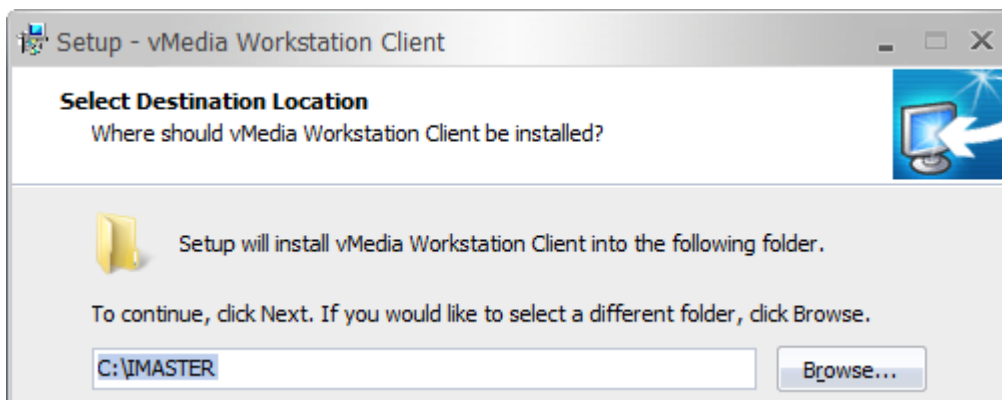 Setup - vMedia Workstation Client
Select Destination Location
Where should vMedia Workstation Client be installed?
Setup will install vMedia Workstation Client into the following folder.
To continue, click Next. If you would like to select a different folder, click Browse.
C:\IMASTER
Browse...